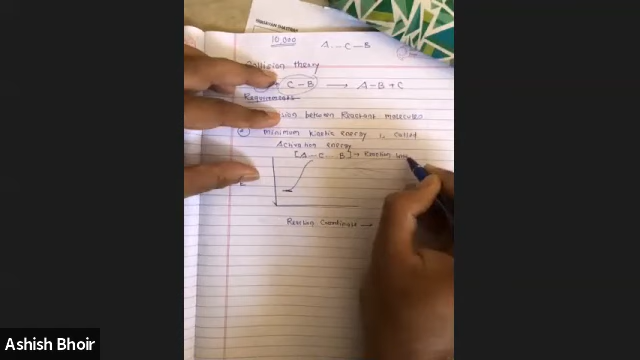 10 000
A -- C -- B
Collision theory
C - B → A - B + C
Requirements
between Reactant molecules
② Minimum kinetic energy is called
Activation energy
[A -- C -- B] → Reaction
E
Reaction Coordinate →
Ashish Bhoir